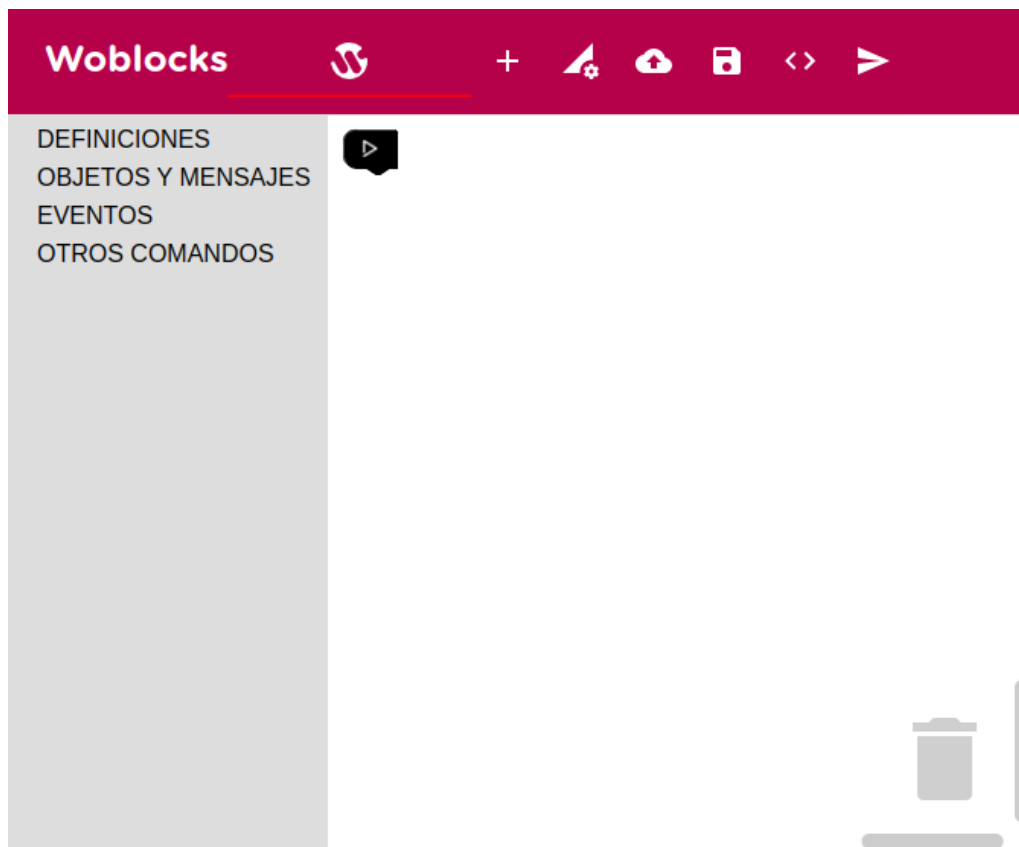 Woblocks
DEFINICIONES
OBJETOS Y MENSAJES
EVENTOS
OTROS COMANDOS